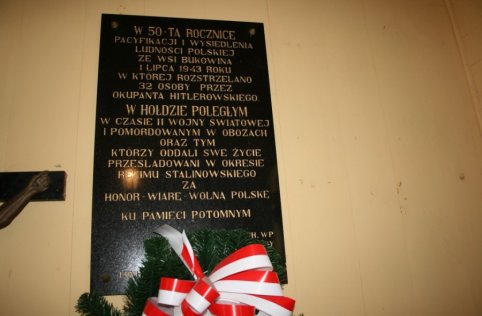 W 50-TĄ ROCZNICĘ
PACYFIKACJI I WYSIEDLENIA
LUDNOŚCI POLSKIEJ
ZE WSI BUKOWINA
1 LIPCA 1943 ROKU
W KTÓREJ ROZSTRZELANO
32 OSOBY PRZEZ
OKUPANTA HITLEROWSKIEGO.
W HOŁDZIE POLEGŁYM
W CZASIE II WOJNY ŚWIATOWEJ
I POMORDOWANYM W OBOZACH
ORAZ TYM
KTÓRZY ODDALI SWE ŻYCIE
PRZEŚLADOWANI W OKRESIE
REŻIMU STALINOWSKIEGO
ZA
HONOR-WIARĘ-WOLNĄ POLSKĘ
KU PAMIĘCI POTOMNYM
WP